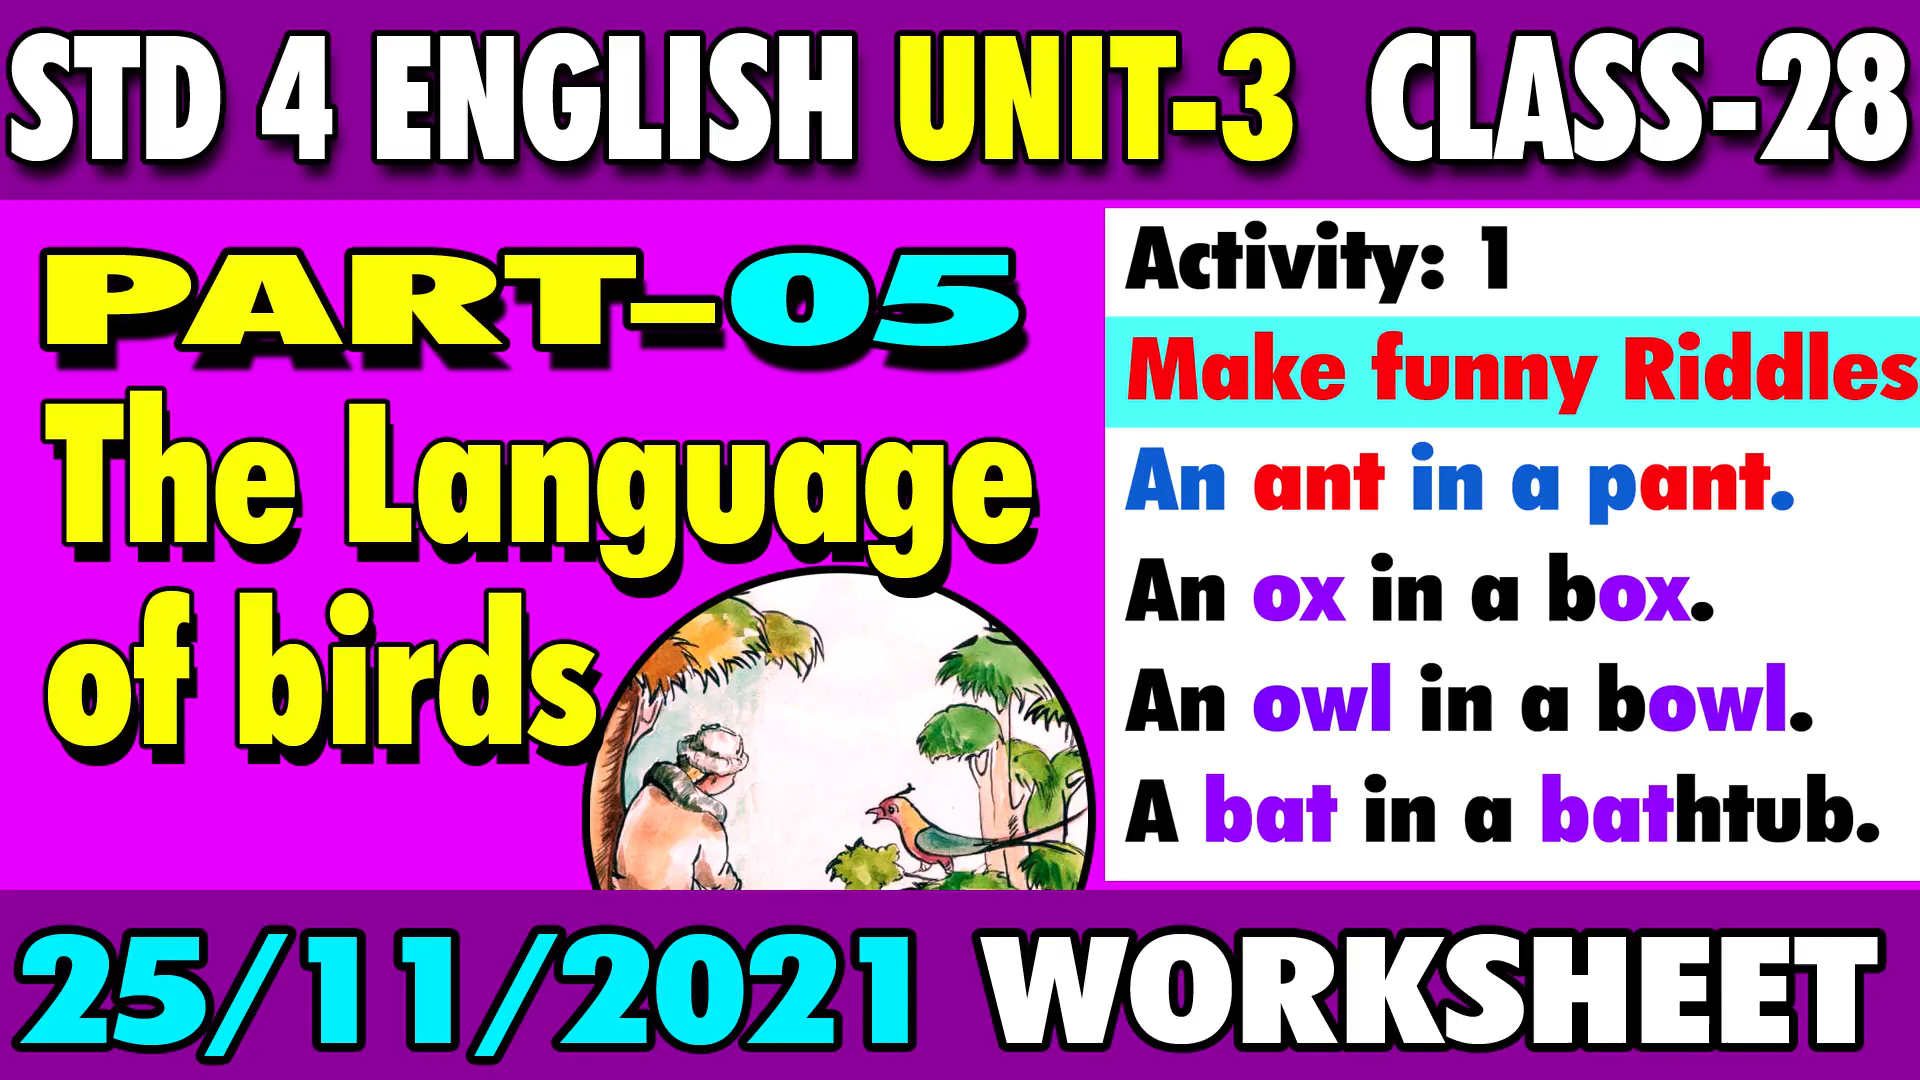 STD 4 ENGLISH UNIT-3 CLASS-28
PART-05
The Language
of birds
Activity: 1
Make funny Riddles
An ant in a pant.
An ox in a box.
An owl in a bowl.
A bat in a bathtub.
25/11/2021 WORKSHEET